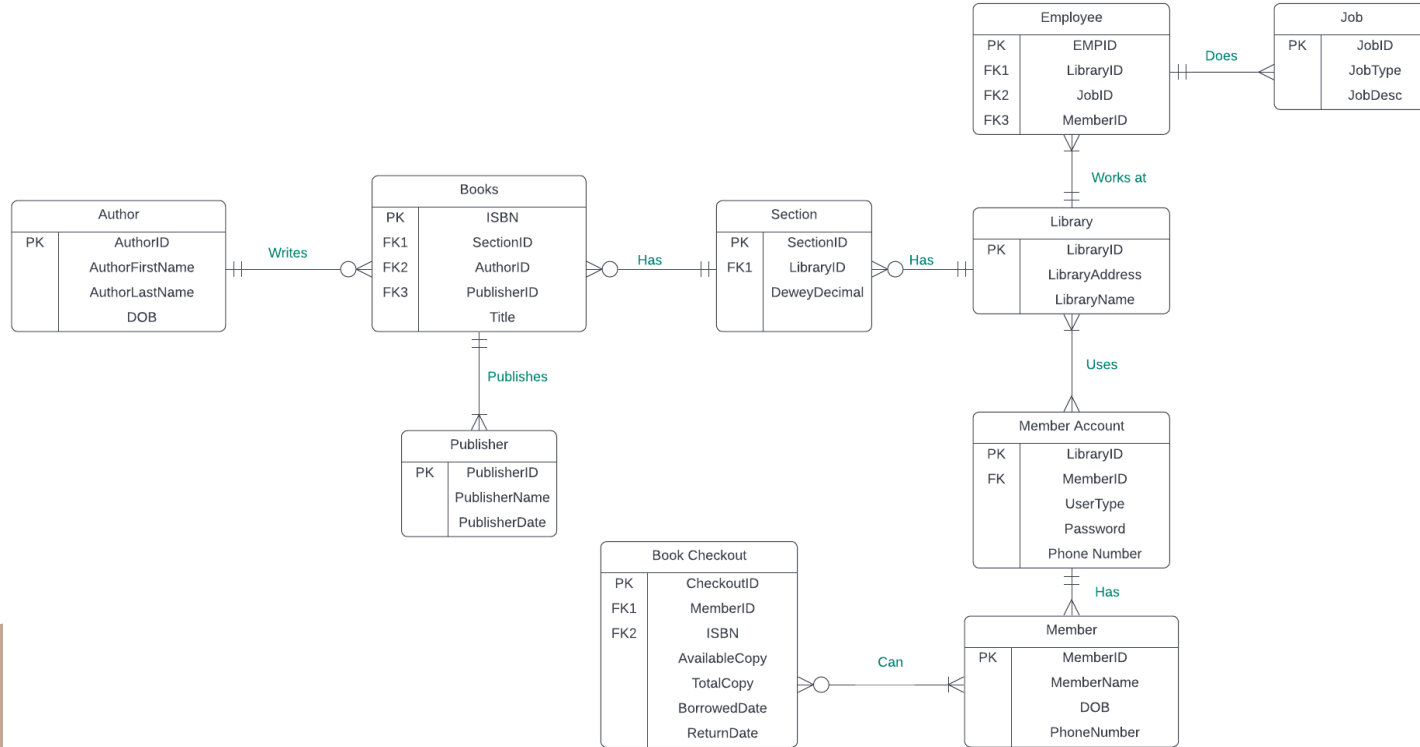 Employee
PK EMPID
FK1 LibraryID
FK2 JobID
FK3 MemberID
Does
Job
PK JobID
JobType
JobDesc
Works at
Author
PK AuthorID
AuthorFirstName
AuthorLastName
DOB
Writes
Books
PK ISBN
FK1 SectionID
FK2 AuthorID
FK3 PublisherID
Title
Has
Section
PK SectionID
FK1 LibraryID
DeweyDecimal
Has
Library
PK LibraryID
LibraryAddress
LibraryName
Publishes
Uses
Publisher
PK PublisherID
PublisherName
PublisherDate
Member Account
PK LibraryID
FK MemberID
UserType
Password
Phone Number
Has
Book Checkout
PK CheckoutID
FK1 MemberID
FK2 ISBN
AvailableCopy
TotalCopy
BorrowedDate
ReturnDate
Can
Member
PK MemberID
MemberName
DOB
PhoneNumber